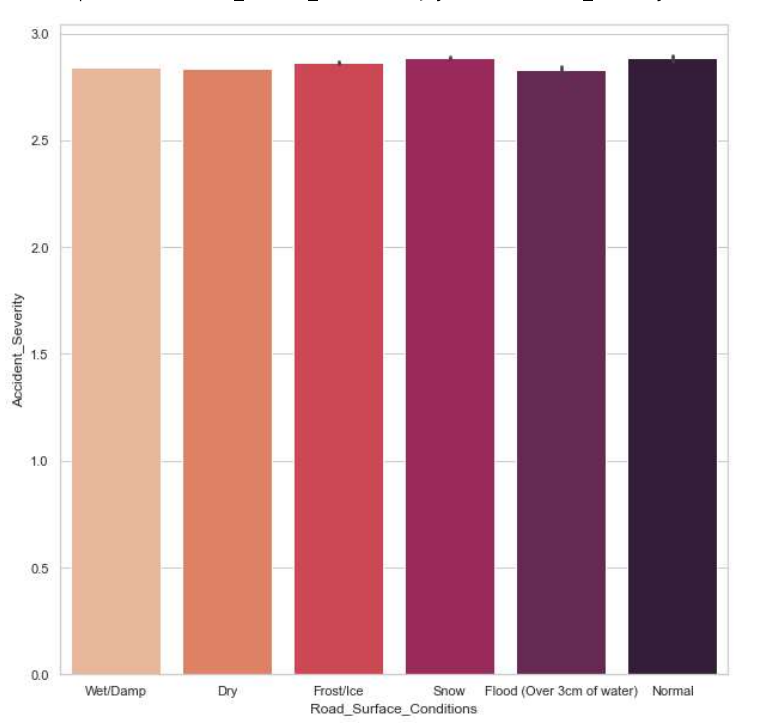 3.0
2.5
2.0
1.5
1.0
0.5
0.0
Accident_Severity
Wet/Damp Dry Frost/Ice Snow Flood (Over 3cm of water) Normal
Road_Surface_Conditions